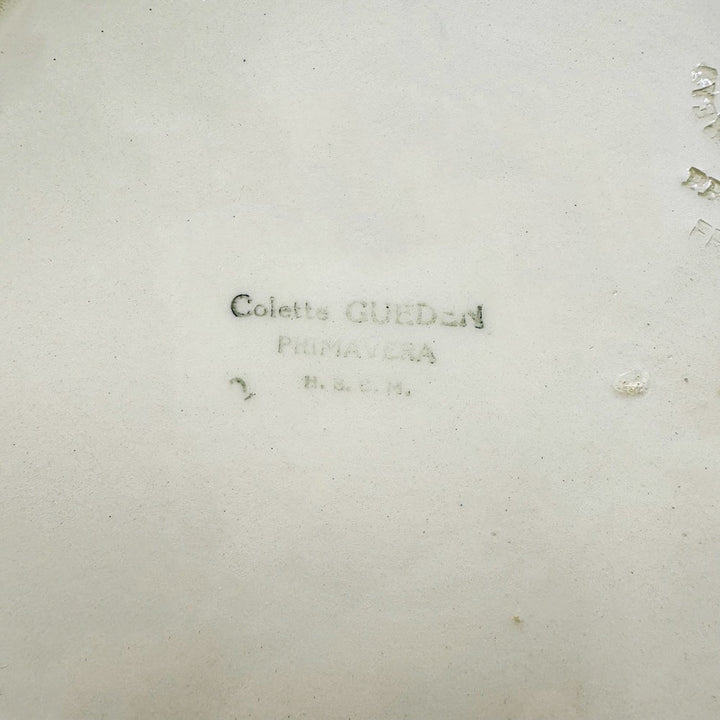 Colette GUEDEN
PRIMAVERA
H. B. C. M.